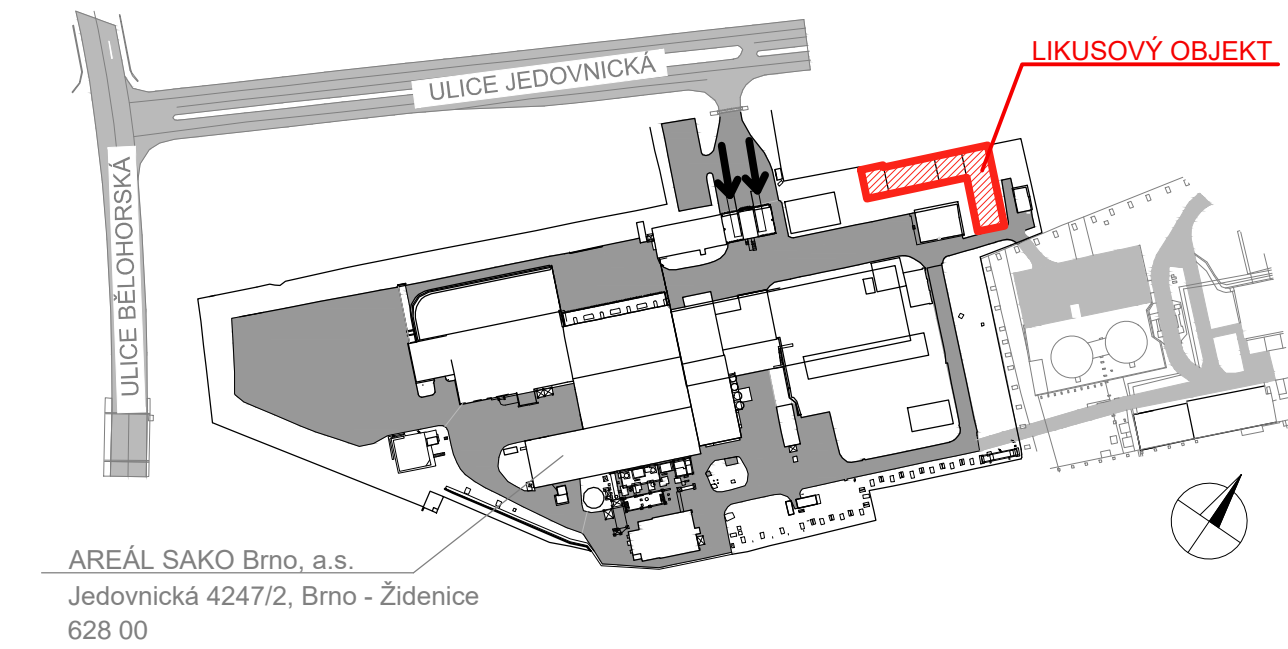 LIKUSOVÝ OBJEKT
ULICE JEDOVNICKÁ
ULICE BĚLOHORSKÁ
AREÁL SAKO Brno, a.s.
Jedovnická 4247/2, Brno - Židenice
628 00